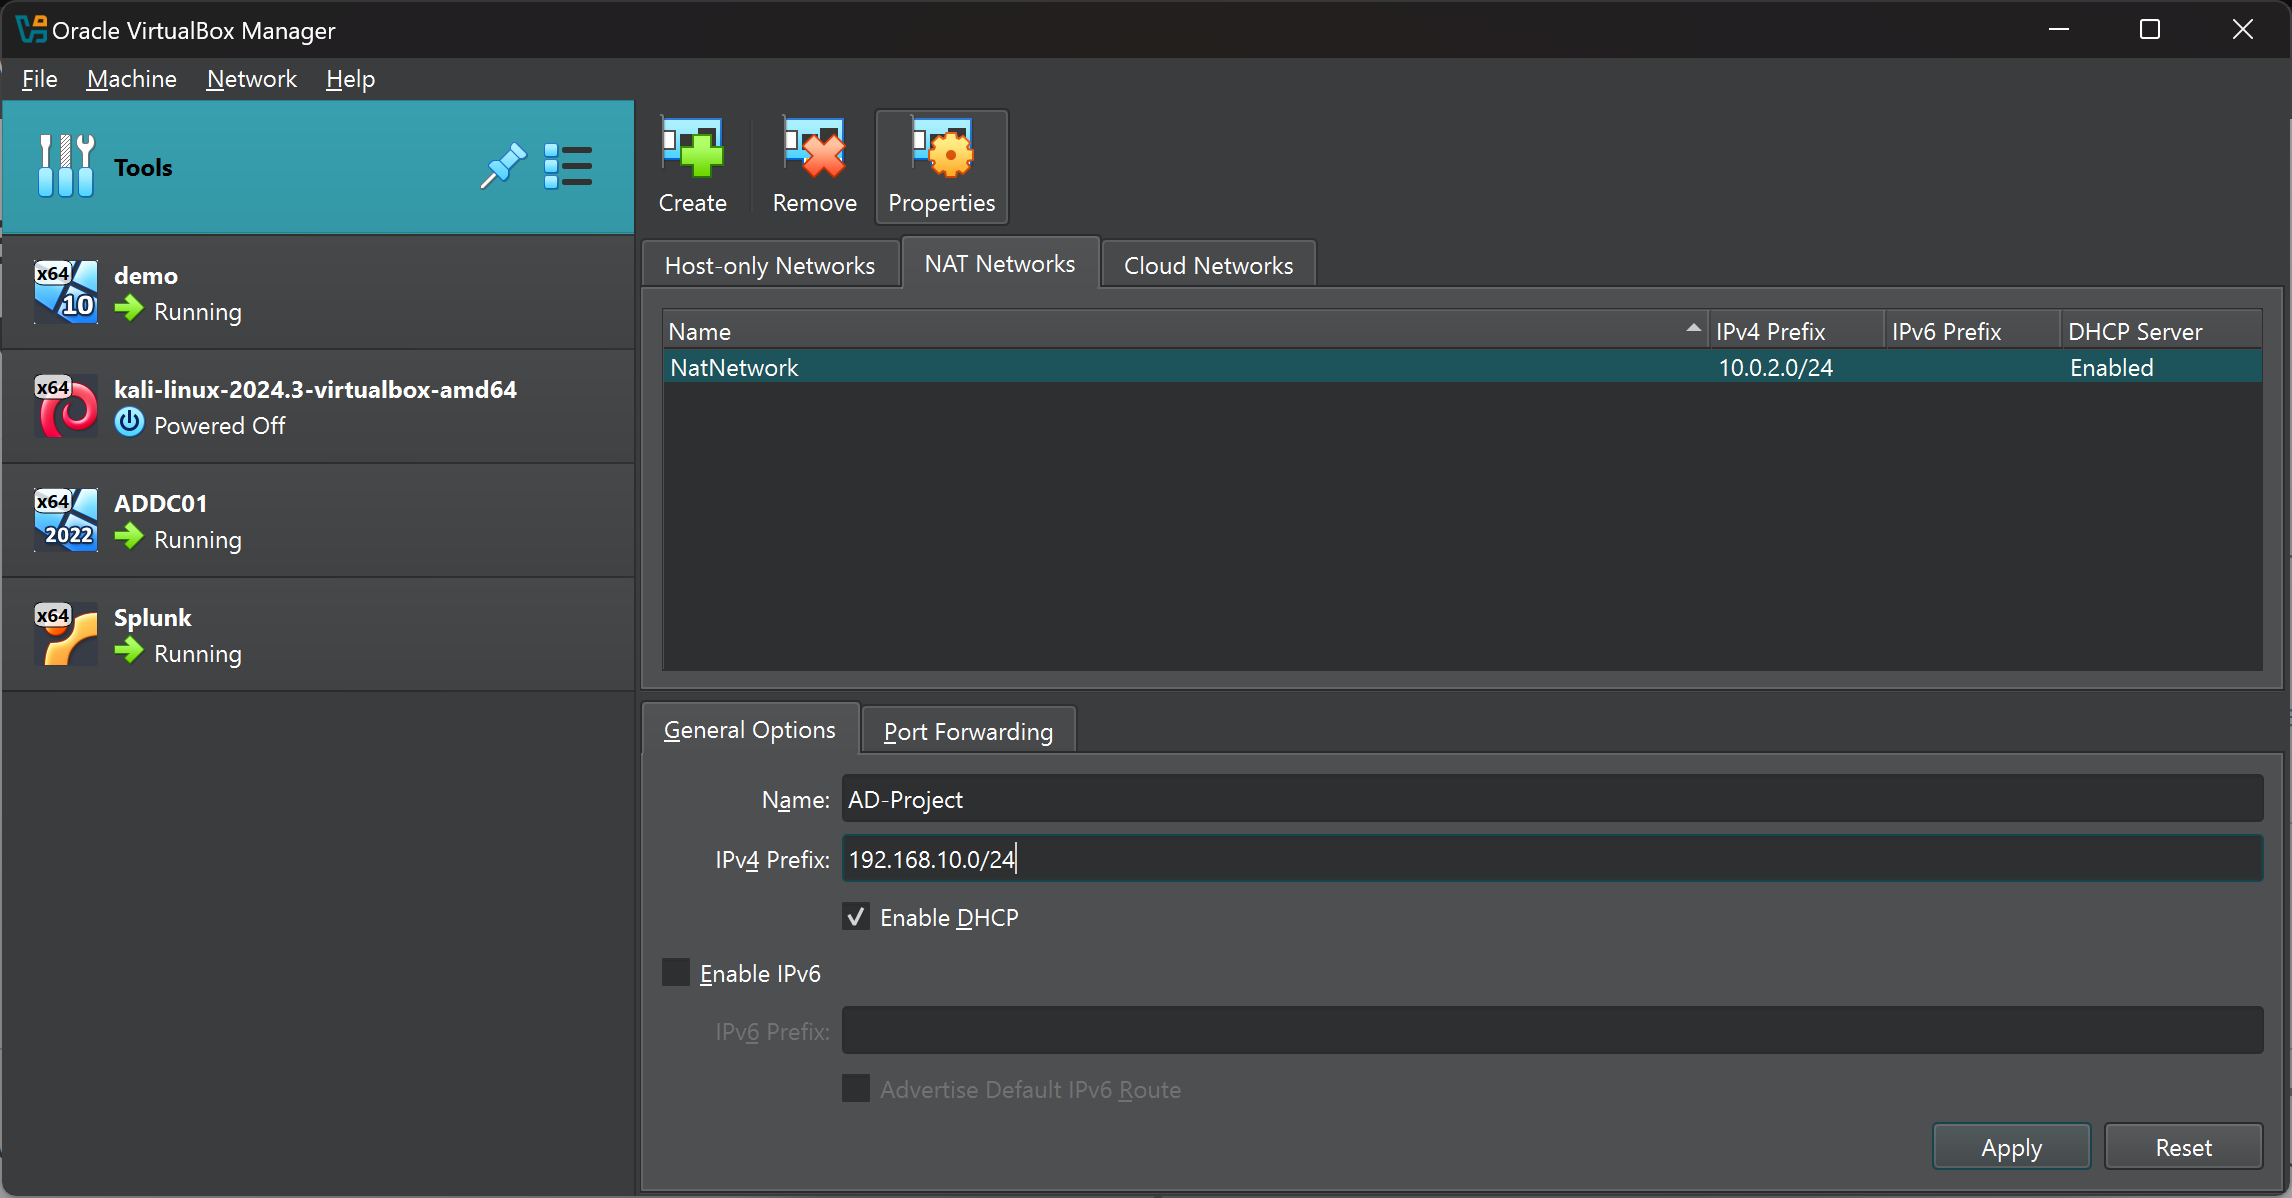 Oracle VirtualBox Manager
File Machine Network Help
Tools
Create Remove Properties
x64 10 demo
Running
x64 kali-linux-2024.3-virtualbox-amd64
Powered Off
x64 2022 ADDC01
Running
x64 Splunk
Running
Host-only Networks NAT Networks Cloud Networks
Name IPv4 Prefix IPv6 Prefix DHCP Server
NatNetwork 10.0.2.0/24 Enabled
General Options Port Forwarding
Name: AD-Project
IPv4 Prefix: 192.168.10.0/24
Enable DHCP
Enable IPv6
IPv6 Prefix:
Advertise Default IPv6 Route
Apply Reset